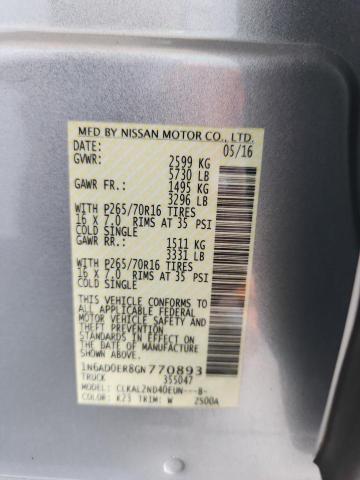 MFD BY NISSAN MOTOR CO., LTD.
DATE: 05/16
GVWR: 2599 KG
5730 LB
GAWR FR.: 1495 KG
3296 LB
WITH P265/70R16 TIRES
16 X 7.0 RIMS AT 35 PSI
COLD SINGLE
GAWR RR.: 1511 KG
3331 LB
WITH P265/70R16 TIRES
16 X 7.0 RIMS AT 35 PSI
COLD SINGLE
THIS VEHICLE CONFORMS TO
ALL APPLICABLE FEDERAL
MOTOR VEHICLE SAFETY AND
THEFT PREVENTION STANDARDS
IN EFFECT ON THE DATE OF
MANUFACTURE SHOWN ABOVE.
1N6AD0ER8GN770893
TRUCK 355047
MODEL: CLKALZND40EUN---B-
COLOR: K23 TRIM: W 2500A